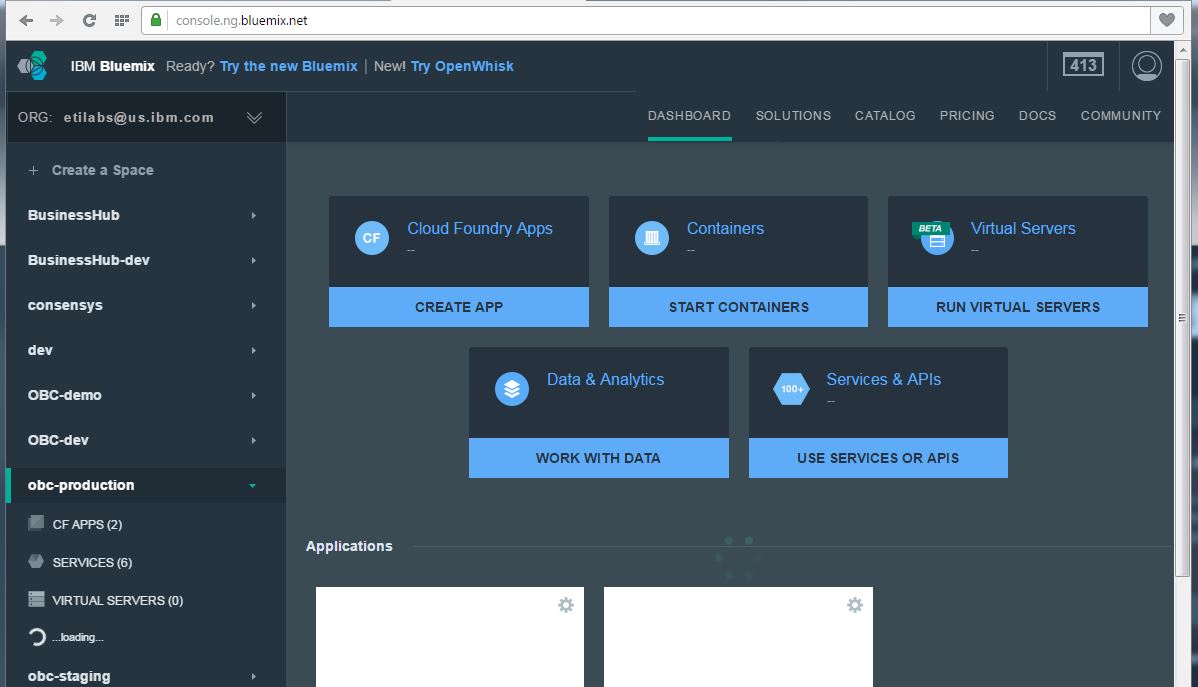 console.ng.bluemix.net
IBM Bluemix Ready? Try the new Bluemix | New! Try OpenWhisk
413
ORG: etilabs@us.ibm.com
DASHBOARD SOLUTIONS CATALOG PRICING DOCS COMMUNITY
+ Create a Space
BusinessHub
BusinessHub-dev
consensys
dev
OBC-demo
OBC-dev
obc-production
CF APPS (2)
SERVICES (6)
VIRTUAL SERVERS (0)
...loading...
obc-staging
CF
Cloud Foundry Apps
--
CREATE APP
Containers
--
START CONTAINERS
BETA
Virtual Servers
--
RUN VIRTUAL SERVERS
Data & Analytics
WORK WITH DATA
100+
Services & APIs
--
USE SERVICES OR APIS
Applications